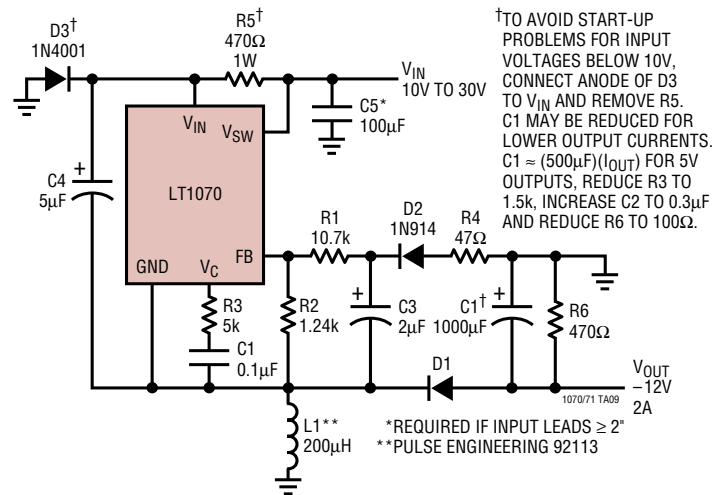 D3†
1N4001
R5†
470Ω
1W
VIN
10V TO 30V
C5*
100µF
†TO AVOID START-UP
PROBLEMS FOR INPUT
VOLTAGES BELOW 10V,
CONNECT ANODE OF D3
TO VIN AND REMOVE R5.
C1 MAY BE REDUCED FOR
LOWER OUTPUT CURRENTS.
C1 ≈ (500µF)(IOUT) FOR 5V
OUTPUTS, REDUCE R3 TO
1.5k, INCREASE C2 TO 0.3µF
AND REDUCE R6 TO 100Ω.
VIN
VSW
LT1070
GND
VC
FB
+
C4
5µF
R1
10.7k
D2
1N914
R4
47Ω
R3
5k
C1
0.1µF
R2
1.24k
+
C3
2µF
+
C1†
1000µF
R6
470Ω
D1
VOUT
–12V
2A
1070/71 TA09
L1**
200µH
*REQUIRED IF INPUT LEADS ≥ 2"
**PULSE ENGINEERING 92113